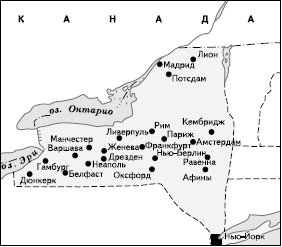 К А Н А Д А
Лион
Мадрид
Потсдам
оз. Онтарио
Кембридж
Рим
Ливерпуль
Париж
Манчестер
Амстердам
Варшава
Женева
Франкфурт
оз. Эри
Дрезден
Нью-Берлин
Гамбург
Неаполь
Равенна
Дюнкерк
Белфаст
Оксфорд
Афины
Нью-Йорк